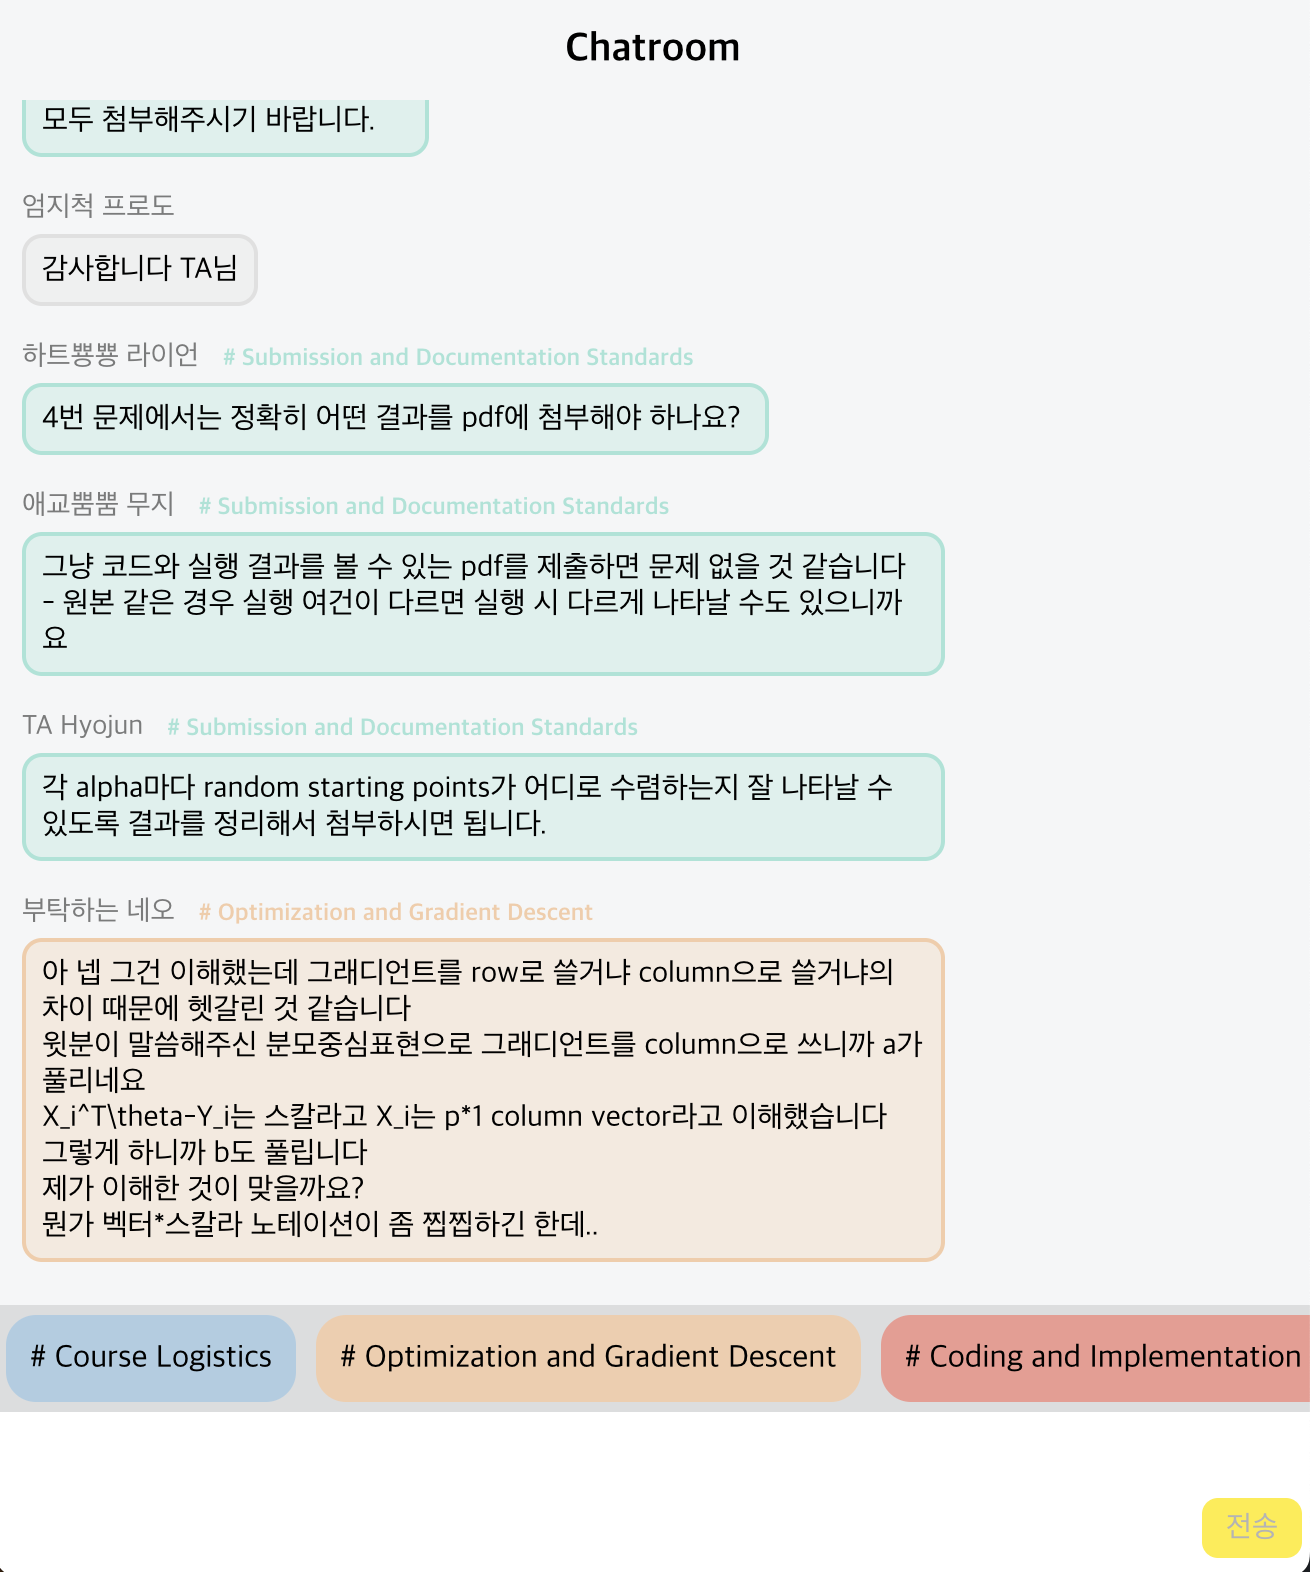 Chatroom
모두 첨부해주시기 바랍니다.
엄지척 프로도
감사합니다 TA님
하트뿅뿅 라이언 # Submission and Documentation Standards
4번 문제에서는 정확히 어떤 결과를 pdf에 첨부해야 하나요?
애교뿜뿜 무지 # Submission and Documentation Standards
그냥 코드와 실행 결과를 볼 수 있는 pdf를 제출하면 문제 없을 것 같습니다
- 원본 같은 경우 실행 여건이 다르면 실행 시 다르게 나타날 수도 있으니까
요
TA Hyojun # Submission and Documentation Standards
각 alpha마다 random starting points가 어디로 수렴하는지 잘 나타날 수
있도록 결과를 정리해서 첨부하시면 됩니다.
부탁하는 네오 # Optimization and Gradient Descent
아 넵 그건 이해했는데 그래디언트를 row로 쓸거냐 column으로 쓸거냐의
차이 때문에 헷갈린 것 같습니다
윗분이 말씀해주신 분모중심표현으로 그래디언트를 column으로 쓰니까 a가
풀리네요
X_i^T\theta-Y_i는 스칼라고 X_i는 p*1 column vector라고 이해했습니다
그렇게 하니까 b도 풀립니다
제가 이해한 것이 맞을까요?
뭔가 벡터*스칼라 노테이션이 좀 찝찝하긴 한데..
# Course Logistics # Optimization and Gradient Descent # Coding and Implementation
전송